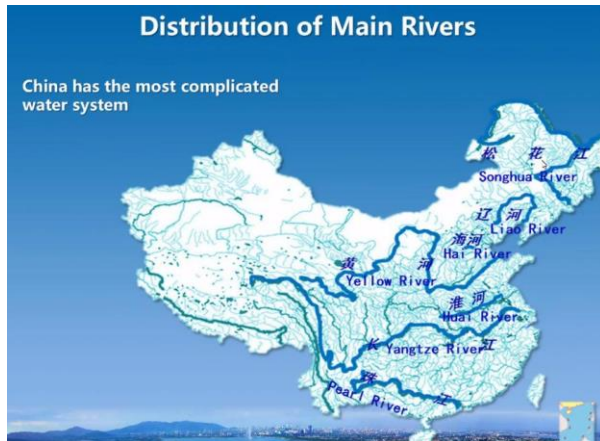 Distribution of Main Rivers
China has the most complicated
water system
松花江
Songhua River
辽河
Liao River
海河
Hai River
黄河
Yellow River
淮河
Huai River
长江
Yangtze River
珠江
Pearl River